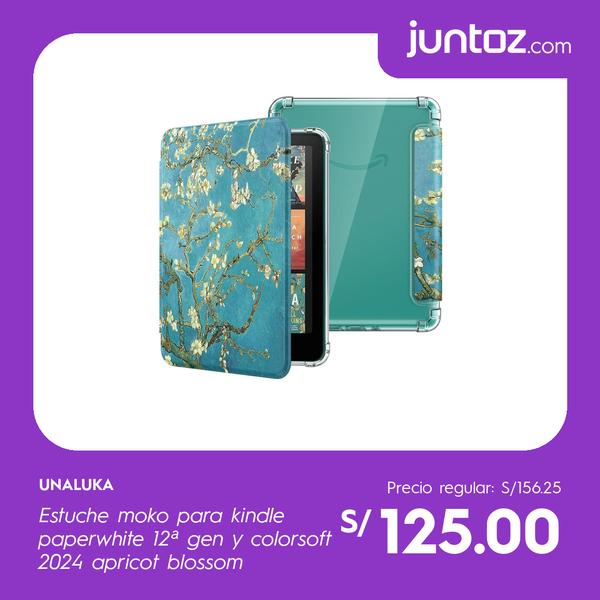 juntoz.com
UNALUKA
Estuche moko para kindle
paperwhite 12ª gen y colorsoft
2024 apricot blossom
Precio regular: S/156.25
S/125.00